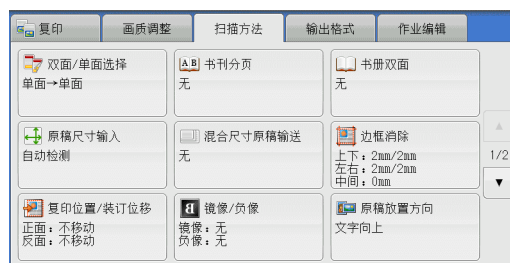 复印 画质调整 扫描方法 输出格式 作业编辑
双面/单面选择
单面→单面
A B 书刊分页
无
书册双面
无
原稿尺寸输入
自动检测
混合尺寸原稿输送
无
边框消除
上下：2mm/2mm
左右：2mm/2mm
中间：0mm
1/2
复印位置/装订位移
正面：不移动
反面：不移动
B 镜像/负像
镜像：无
负像：无
原稿放置方向
文字向上